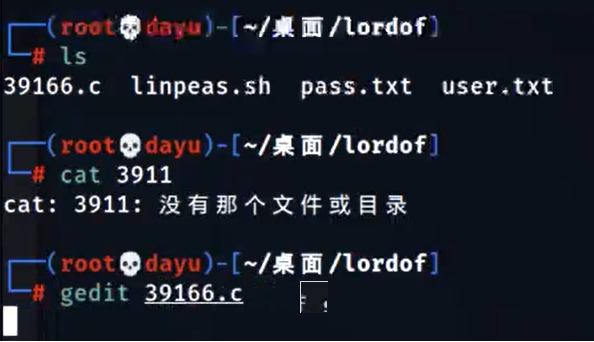 (root💀dayu)-[~/桌面/lordof]
# ls
39166.c linpeas.sh pass.txt user.txt
(root💀dayu)-[~/桌面/lordof]
# cat 3911
cat: 3911: 没有那个文件或目录
(root💀dayu)-[~/桌面/lordof]
# gedit 39166.c